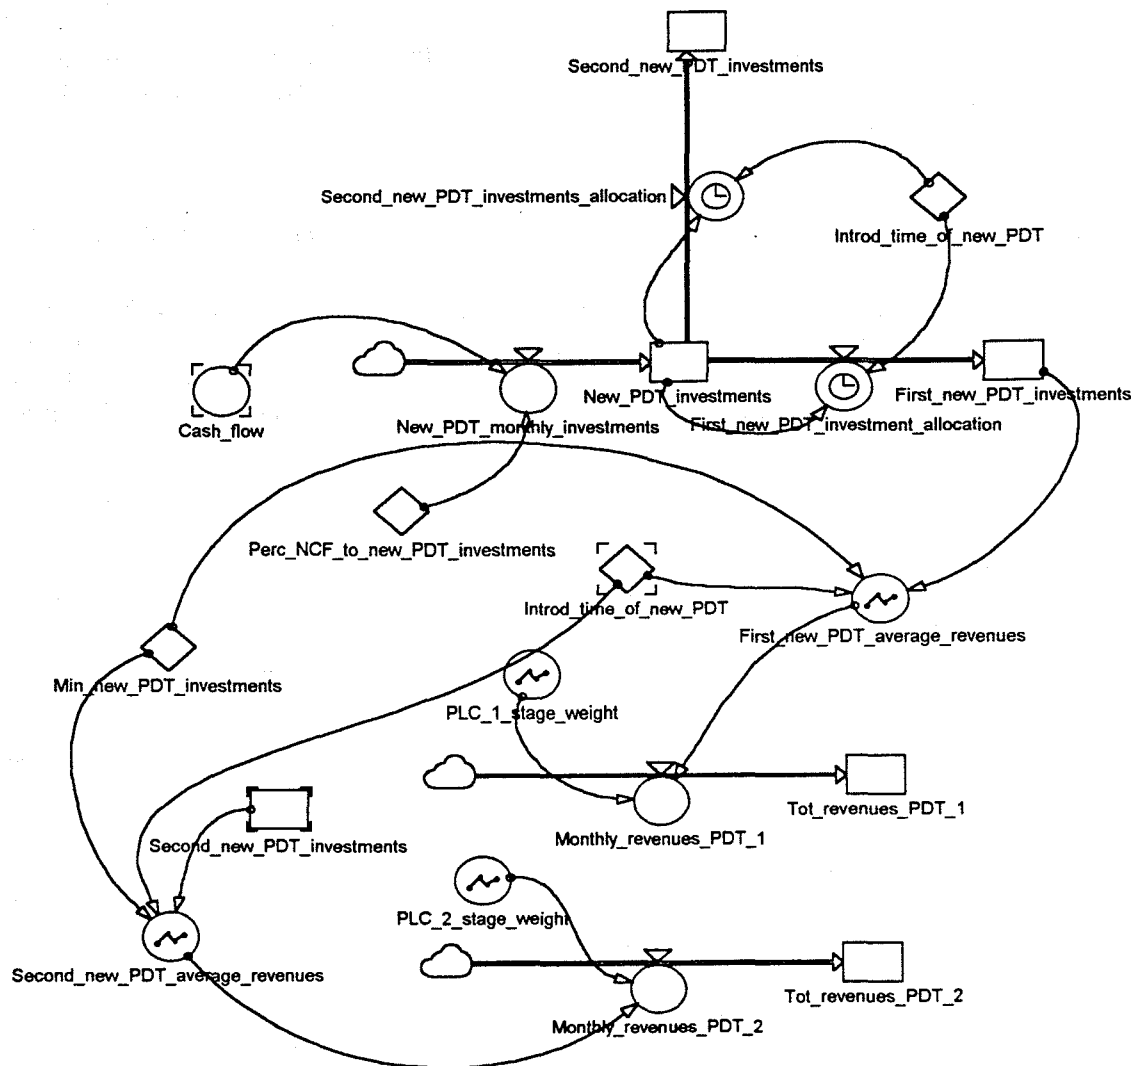 Second_new_PDT_investments
Second_new_PDT_investments_allocation
Introd_time_of_new_PDT
New_PDT_investments
First_new_PDT_investments
Cash_flow
New_PDT_monthly_investments
First_new_PDT_investment_allocation
Perc_NCF_to_new_PDT_investments
Introd_time_of_new_PDT
First_new_PDT_average_revenues
Min_new_PDT_investments
PLC_1_stage_weight
Tot_revenues_PDT_1
Monthly_revenues_PDT_1
Second_new_PDT_investments
PLC_2_stage_weight
Second_new_PDT_average_revenues
Tot_revenues_PDT_2
Monthly_revenues_PDT_2